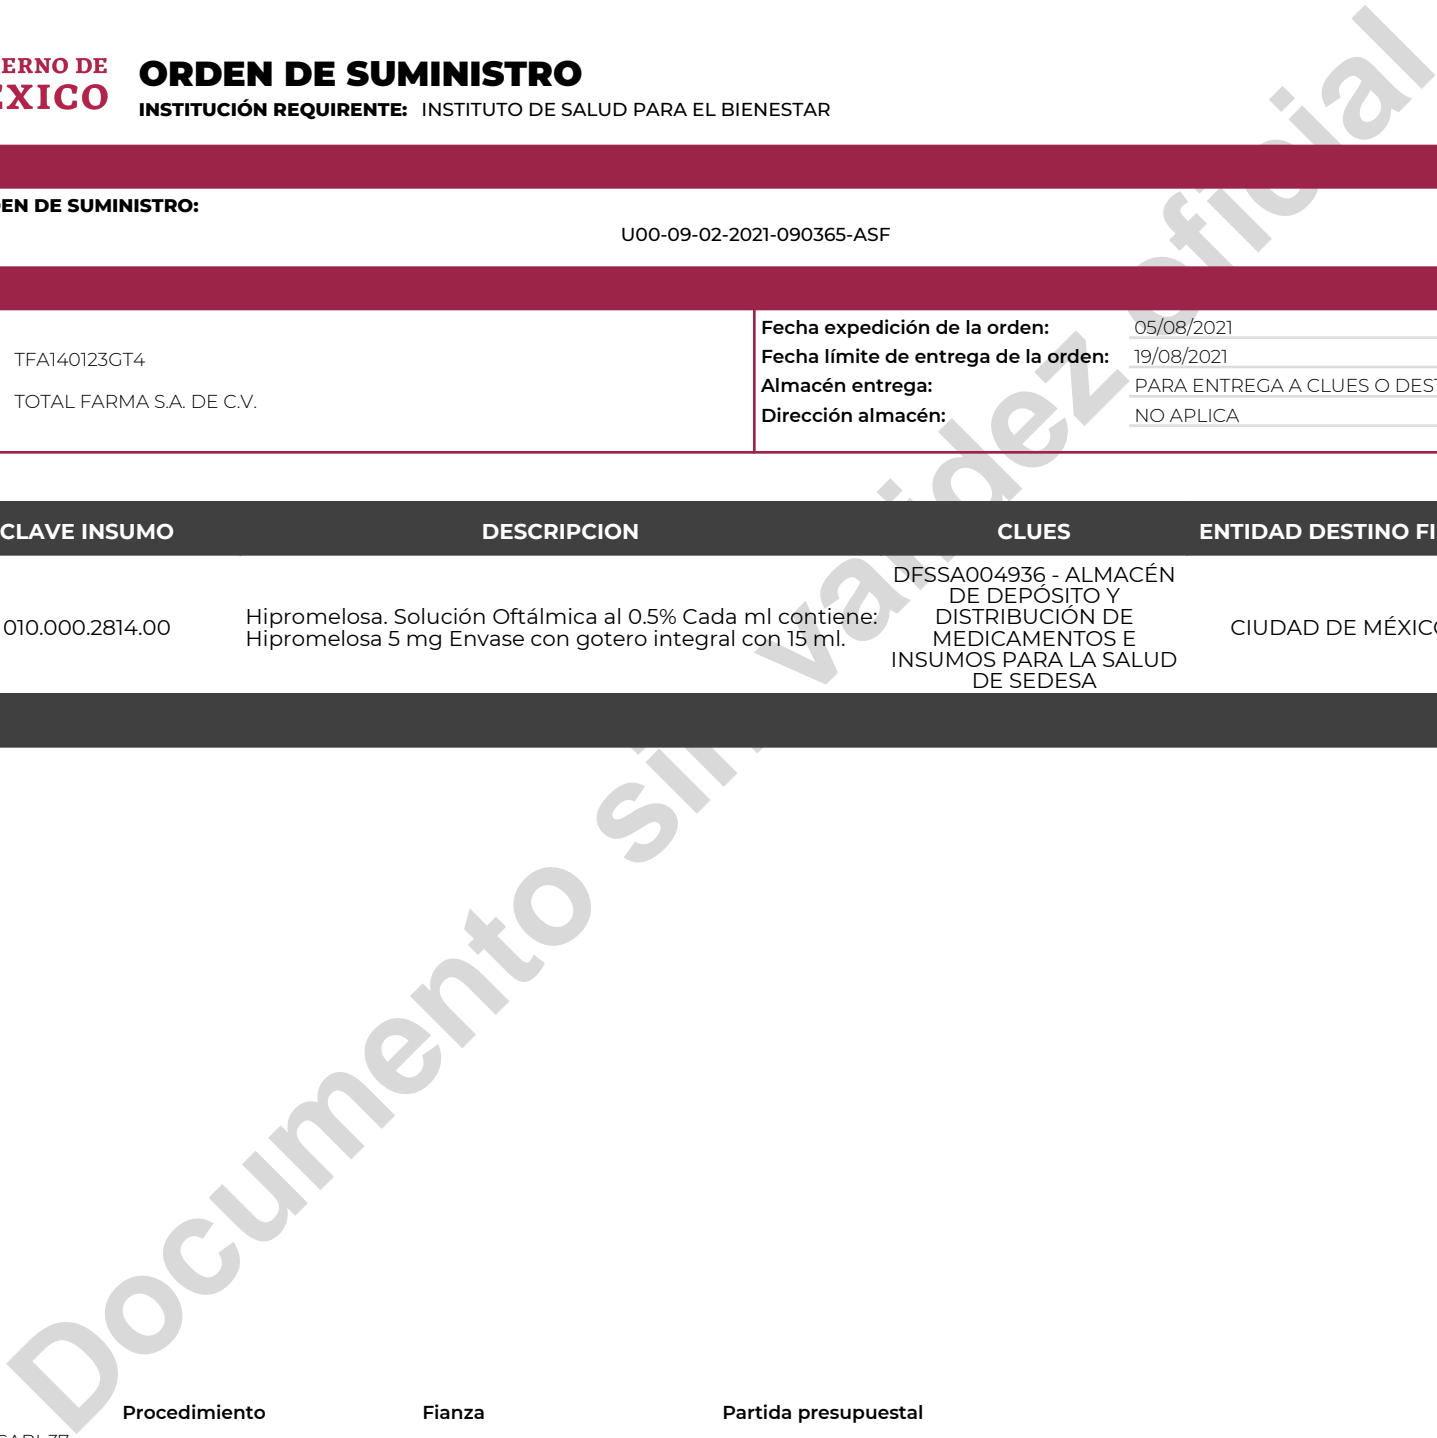 ERNO DE
ÉXICO
ORDEN DE SUMINISTRO
INSTITUCIÓN REQUIRENTE: INSTITUTO DE SALUD PARA EL BIENESTAR
EN DE SUMINISTRO:
U00-09-02-2021-090365-ASF
TFA140123GT4
TOTAL FARMA S.A. DE C.V.
Fecha expedición de la orden: 05/08/2021
Fecha límite de entrega de la orden: 19/08/2021
Almacén entrega: PARA ENTREGA A CLUES O DEST
Dirección almacén: NO APLICA
CLAVE INSUMO DESCRIPCION CLUES ENTIDAD DESTINO FI
010.000.2814.00
Hipromelosa. Solución Oftálmica al 0.5% Cada ml contiene:
Hipromelosa 5 mg Envase con gotero integral con 15 ml.
DFSSA004936 - ALMACÉN
DE DEPÓSITO Y
DISTRIBUCIÓN DE
MEDICAMENTOS E
INSUMOS PARA LA SALUD
DE SEDESA
CIUDAD DE MÉXICO
Documento sin validez oficial
Procedimiento Fianza Partida presupuestal